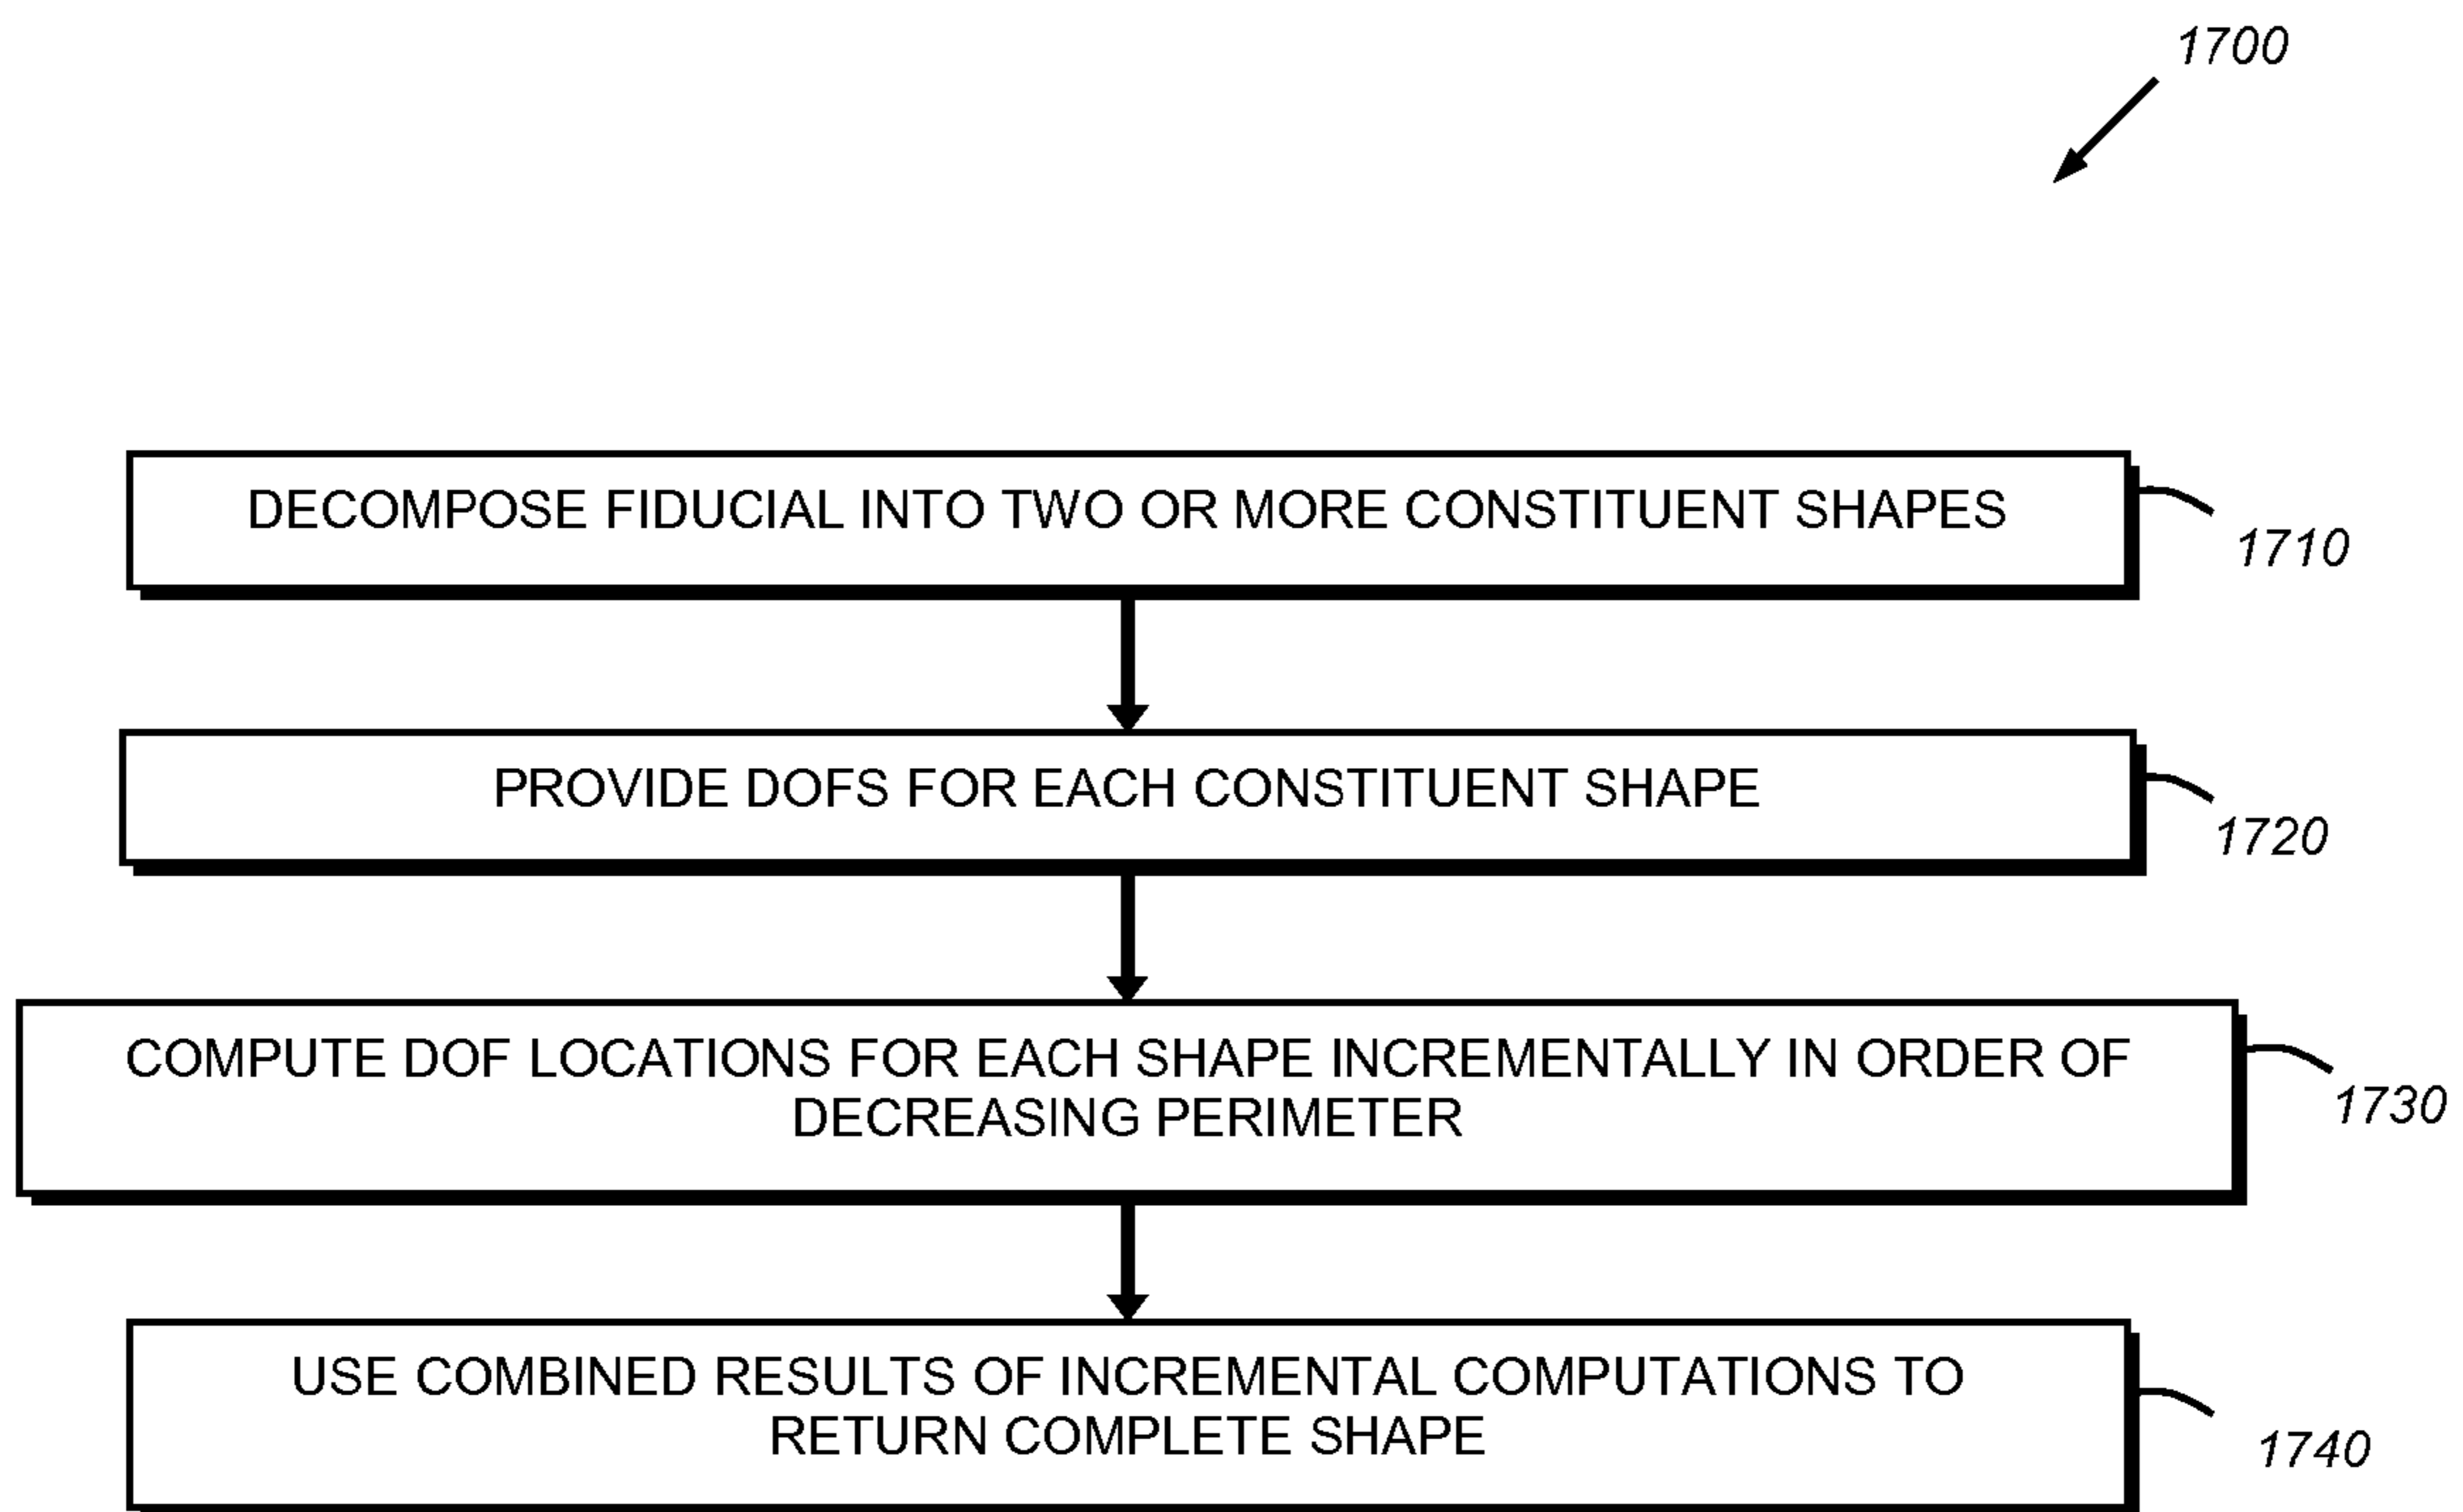 1700
DECOMPOSE FIDUCIAL INTO TWO OR MORE CONSTITUENT SHAPES
1710
PROVIDE DOFS FOR EACH CONSTITUENT SHAPE
1720
COMPUTE DOF LOCATIONS FOR EACH SHAPE INCREMENTALLY IN ORDER OF
DECREASING PERIMETER
1730
USE COMBINED RESULTS OF INCREMENTAL COMPUTATIONS TO
RETURN COMPLETE SHAPE
1740